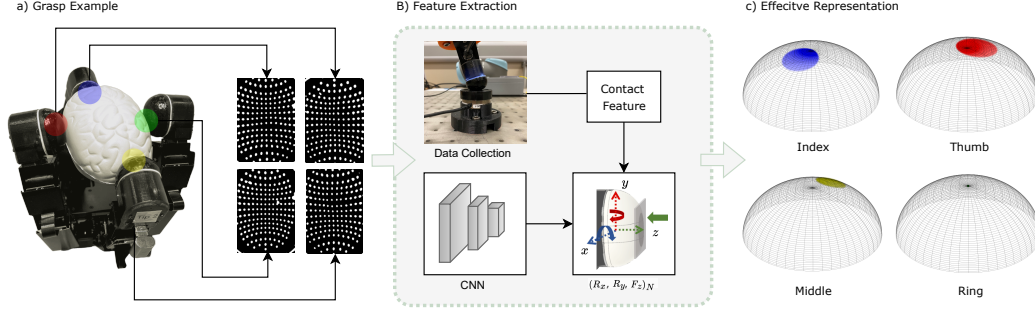 a) Grasp Example
B) Feature Extraction
c) Effecitve Representation
Contact
Feature
Data Collection
CNN
y
x
z
(Rx, Ry, Fz)N
Index
Thumb
Middle
Ring